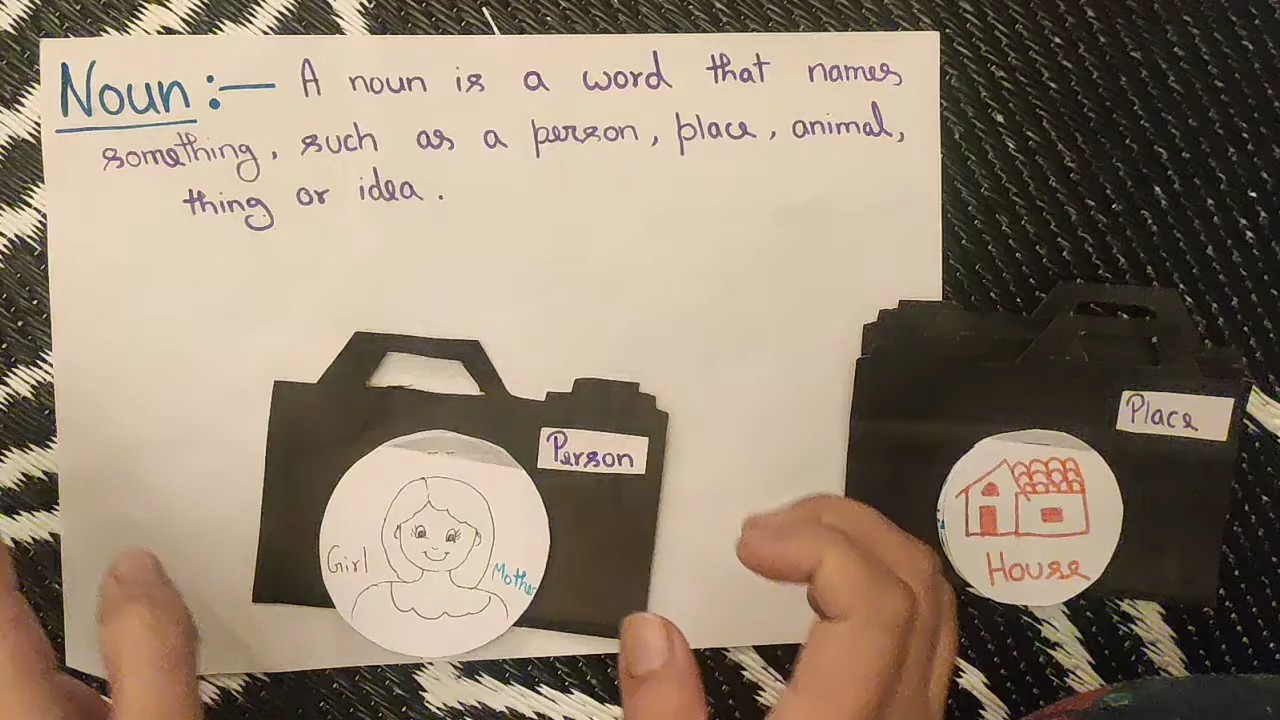 Noun :- A noun is a word that names
something, such as a person, place, animal,
thing or idea.
Person
Girl
Mother
Place
House